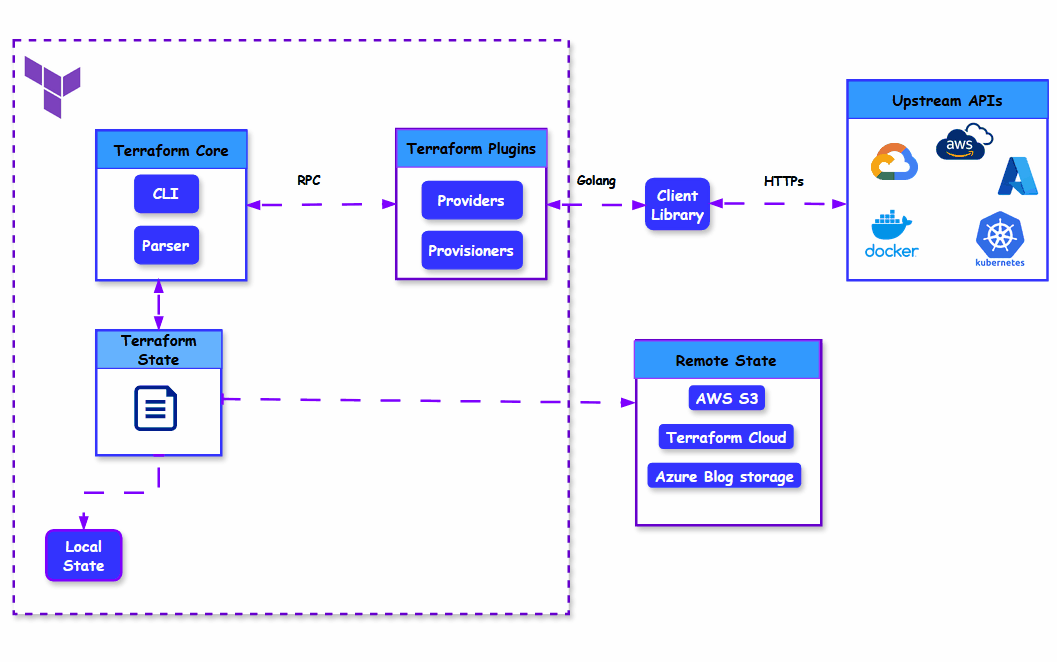 Upstream APIs
aws
docker
kubernetes
Terraform Core
CLI
Parser
RPC
Terraform Plugins
Providers
Provisioners
Golang
Client
Library
HTTPs
Terraform
State
Remote State
AWS S3
Terraform Cloud
Azure Blog storage
Local
State